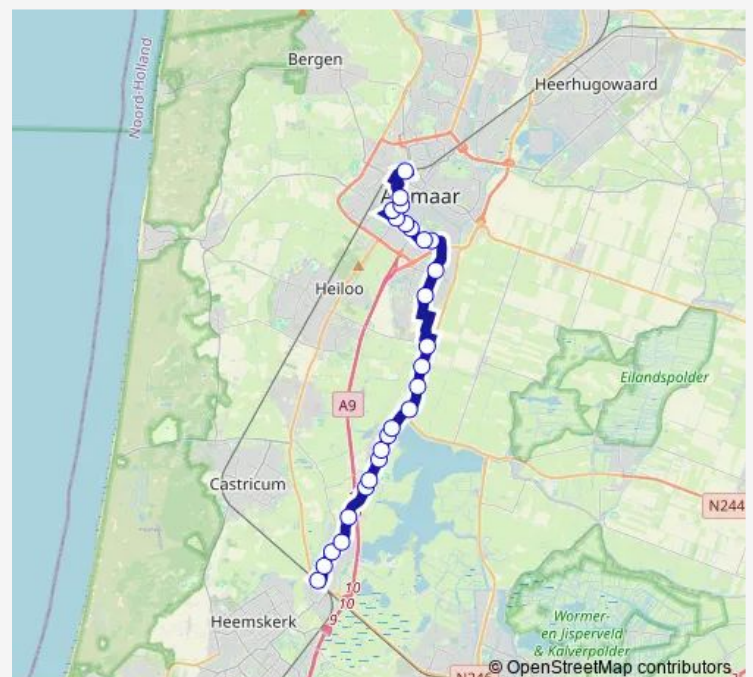 Noord-Holland
Bergen
Heerhugowaard
maar
Heiloo
Eilandspolder
A9
Castricum
N244
10
10
9
Heemskerk
Wormer-
en Jisperveld
& Kalverpolder
© OpenStreetMap contributors